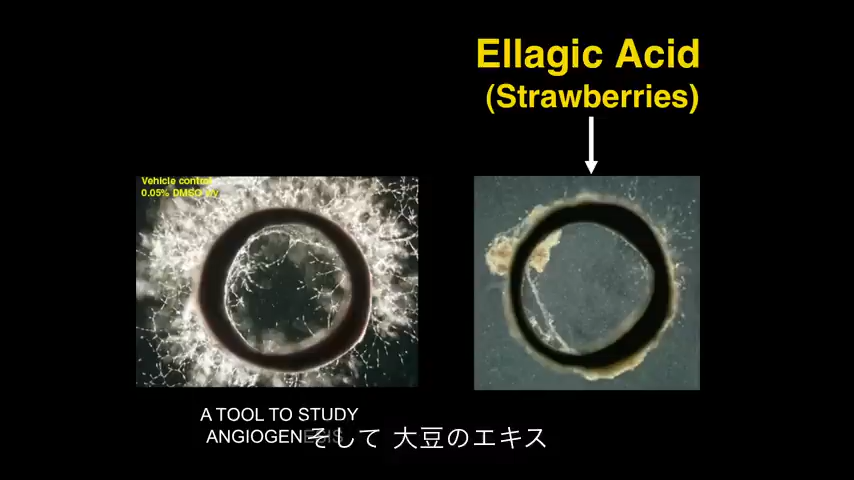 Ellagic Acid
(Strawberries)
Vehicle control
0.05% DMSO
A TOOL TO STUDY
ANGIOGENESIS
そして 大豆のエキス